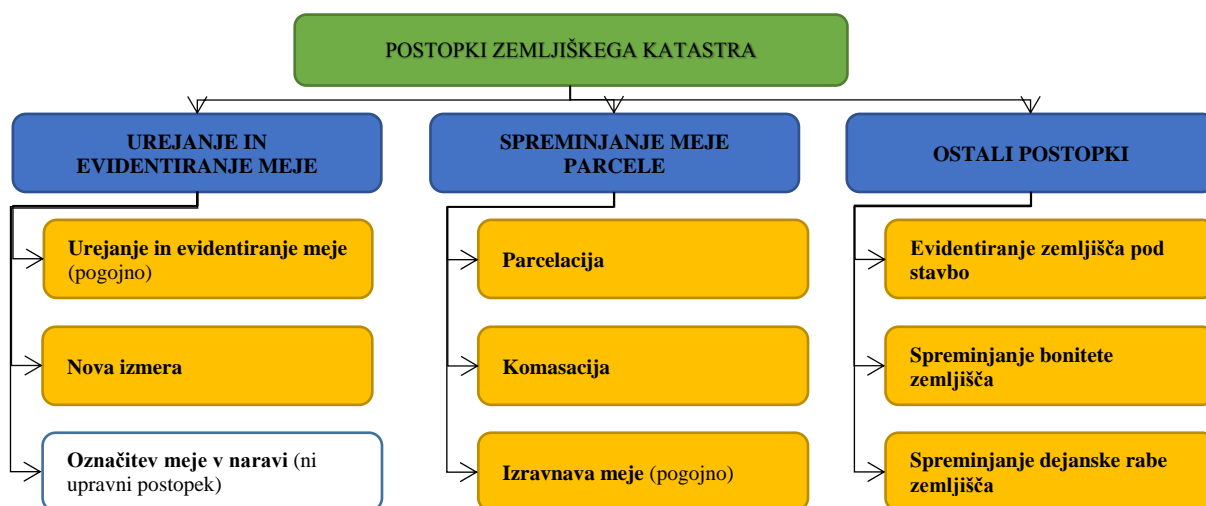 POSTOPKI ZEMLJIŠKEGA KATASTRA
UREJANJE IN
EVIDENTIRANJE MEJE
Urejanje in evidentiranje meje
(pogojno)
Nova izmera
Označitev meje v naravi (ni
upravni postopek)
SPREMINJANJE MEJE
PARCELE
Parcelacija
Komasacija
Izravnava meje (pogojno)
OSTALI POSTOPKI
Evidentiranje zemljišča pod
stavbo
Spreminjanje bonitete
zemljišča
Spreminjanje dejanske rabe
zemljišča